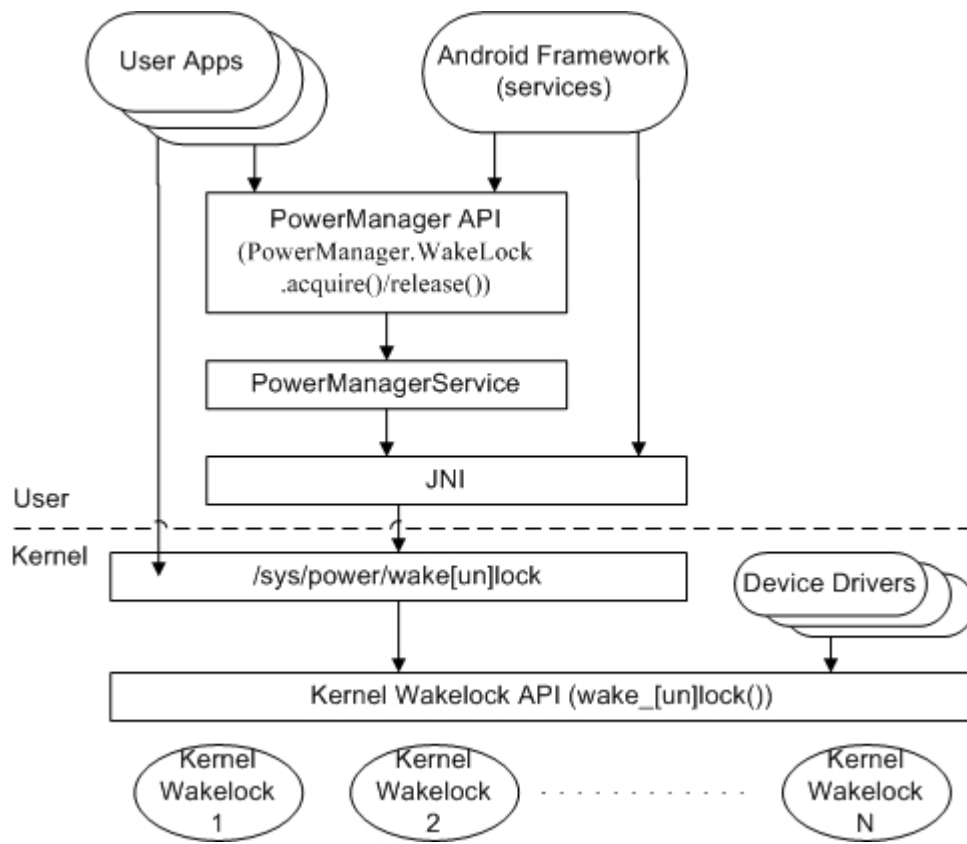 User Apps
Android Framework
(services)
PowerManager API
(PowerManager.WakeLock
.acquire()/release())
PowerManagerService
JNI
User
Kernel
/sys/power/wake[un]lock
Device Drivers
Kernel Wakelock API (wake_[un]lock())
Kernel
Wakelock
1
Kernel
Wakelock
2
Kernel
Wakelock
N